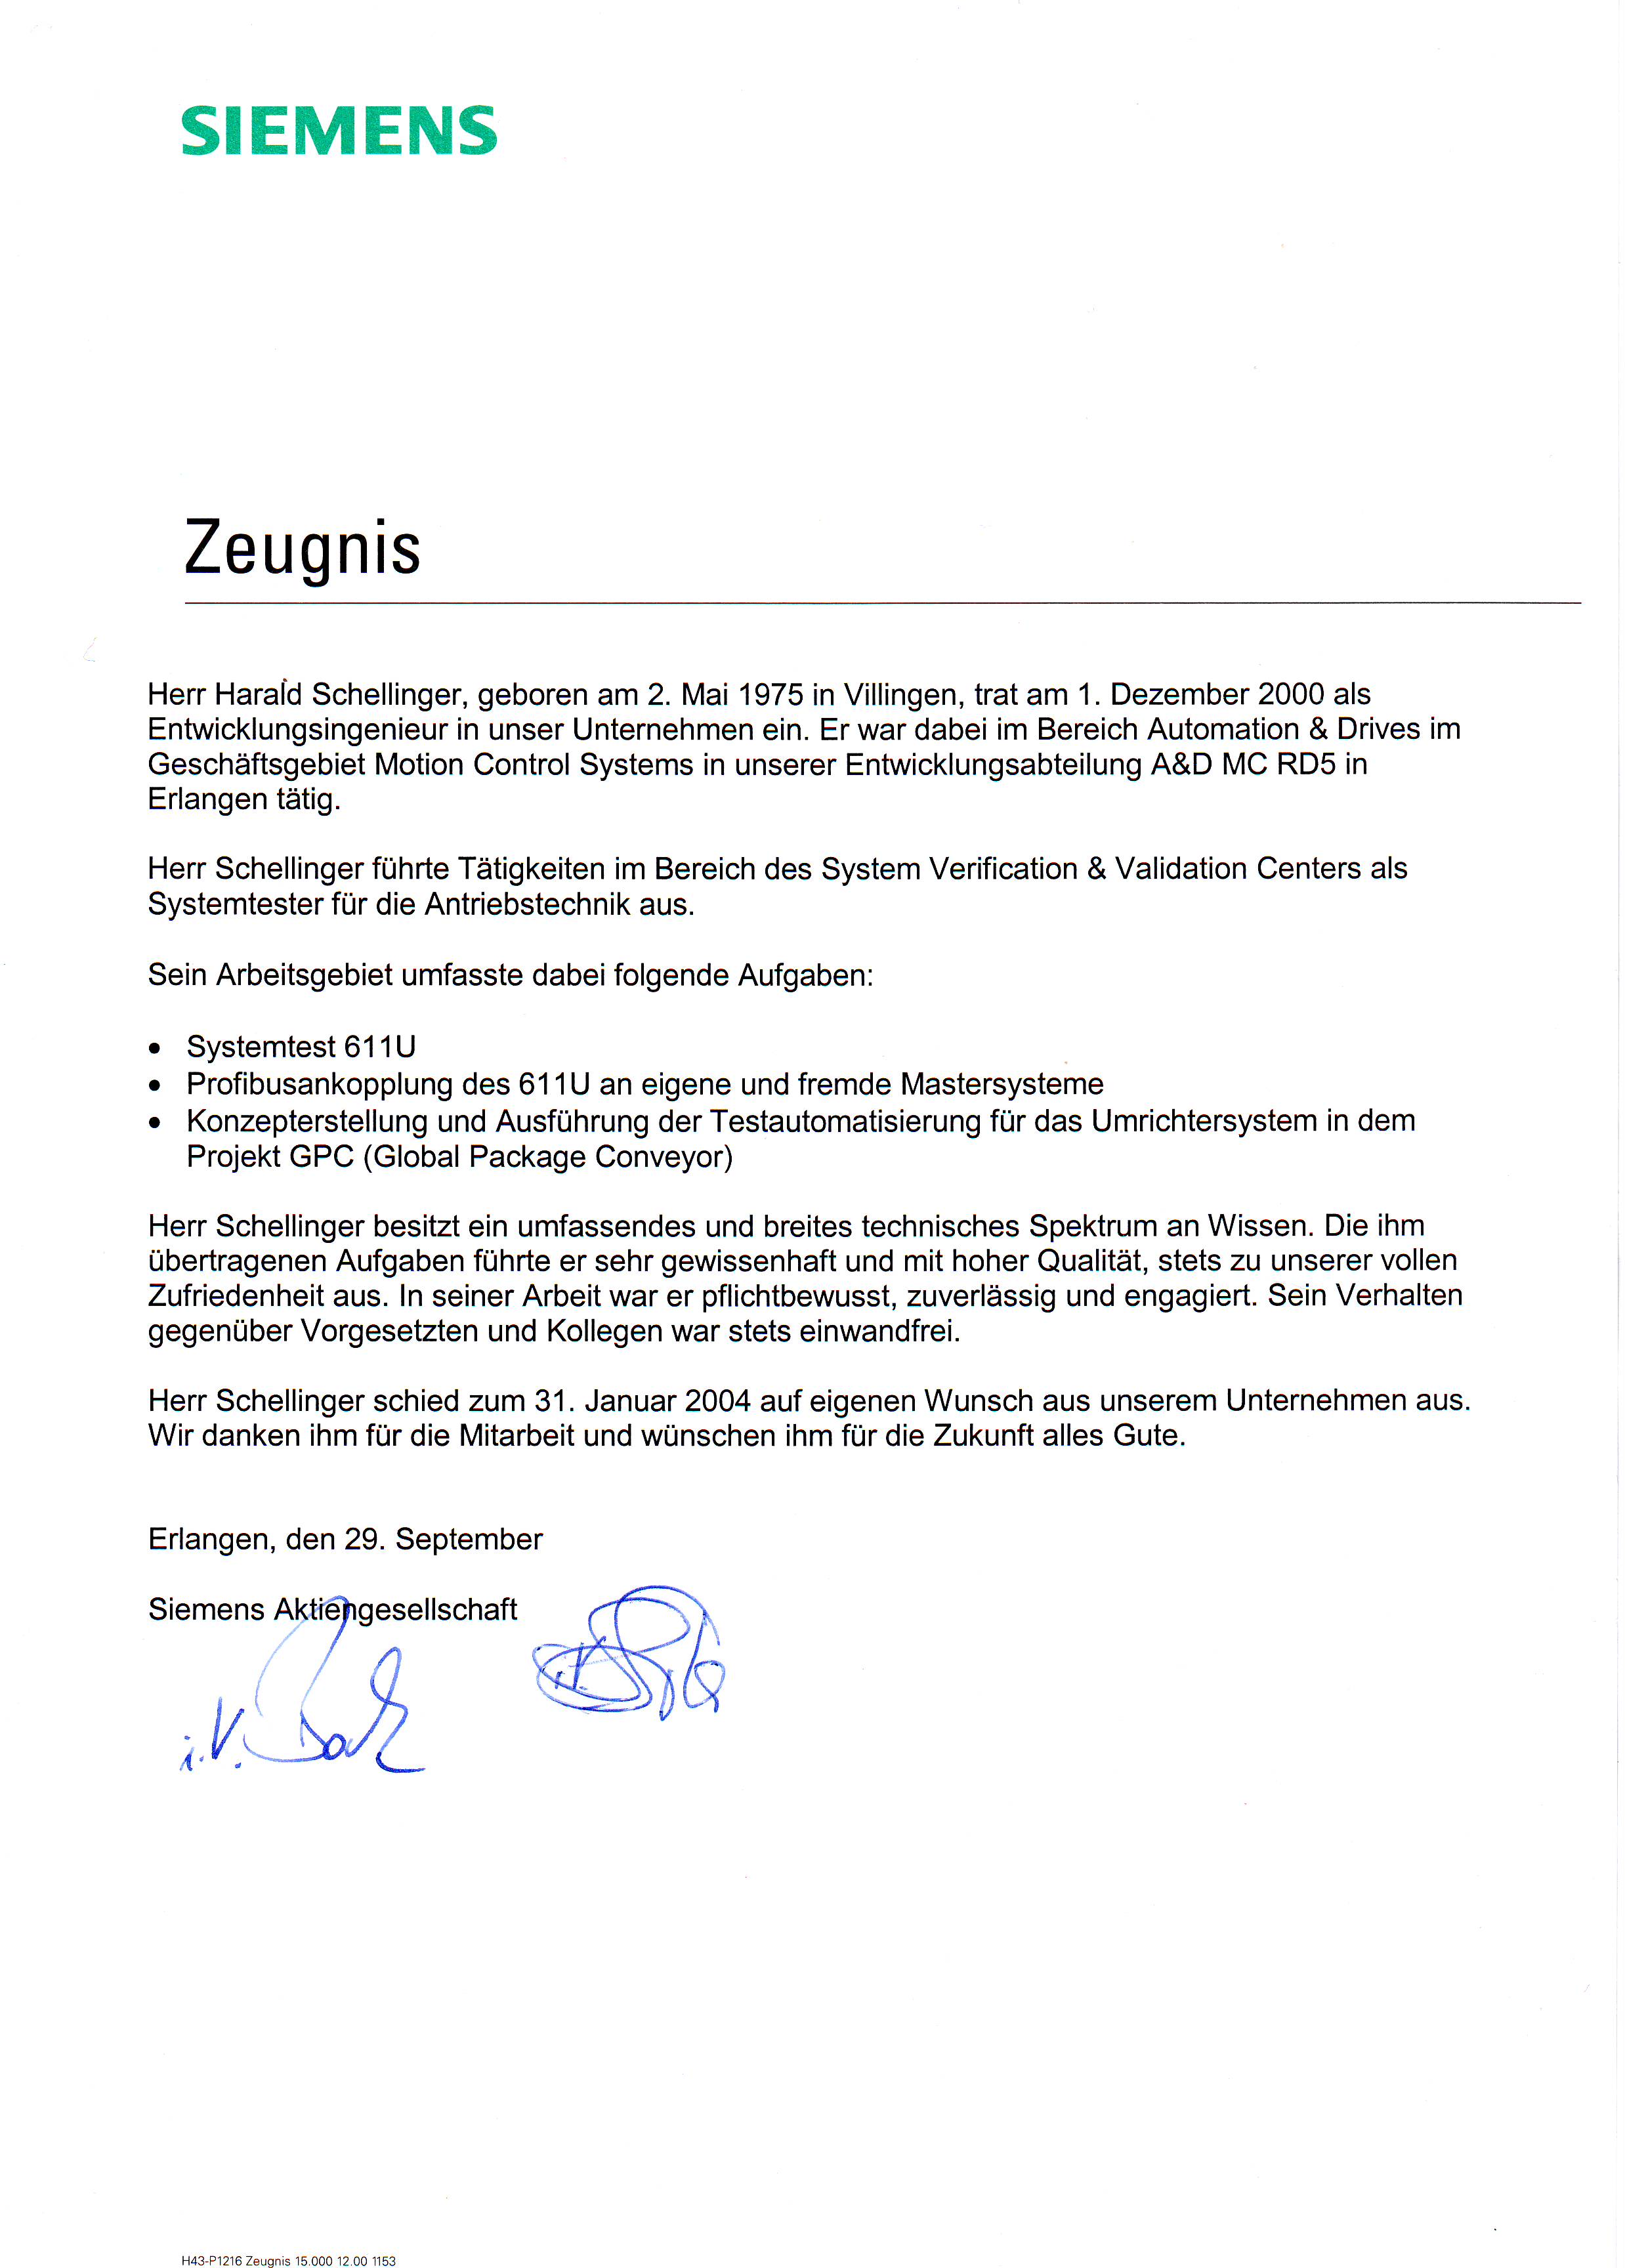 SIEMENS
Zeugnis
Herr Harald Schellinger, geboren am 2. Mai 1975 in Villingen, trat am 1. Dezember 2000 als
Entwicklungsingenieur in unser Unternehmen ein. Er war dabei im Bereich Automation & Drives im
Geschäftsgebiet Motion Control Systems in unserer Entwicklungsabteilung A&D MC RD5 in
Erlangen tätig.
Herr Schellinger führte Tätigkeiten im Bereich des System Verification & Validation Centers als
Systemtester für die Antriebstechnik aus.
Sein Arbeitsgebiet umfasste dabei folgende Aufgaben:
• Systemtest 611U
• Profibusankopplung des 611U an eigene und fremde Mastersysteme
• Konzepterstellung und Ausführung der Testautomatisierung für das Umrichtersystem in dem
Projekt GPC (Global Package Conveyor)
Herr Schellinger besitzt ein umfassendes und breites technisches Spektrum an Wissen. Die ihm
übertragenen Aufgaben führte er sehr gewissenhaft und mit hoher Qualität, stets zu unserer vollen
Zufriedenheit aus. In seiner Arbeit war er pflichtbewusst, zuverlässig und engagiert. Sein Verhalten
gegenüber Vorgesetzten und Kollegen war stets einwandfrei.
Herr Schellinger schied zum 31. Januar 2004 auf eigenen Wunsch aus unserem Unternehmen aus.
Wir danken ihm für die Mitarbeit und wünschen ihm für die Zukunft alles Gute.
Erlangen, den 29. September
Siemens Aktiengesellschaft
i.V.
H43-P1216 Zeugnis 15.000 12.00 1153